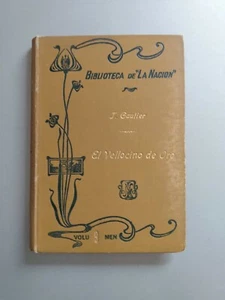 BIBLIOTECA DE "LA NACION"
T. Gautier
El Vellocino de Oro
VOLU MEN